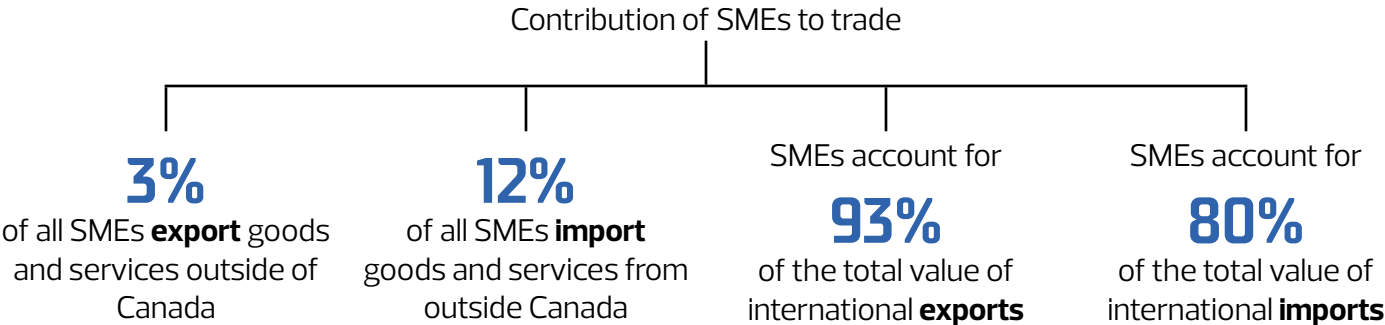 Contribution of SMEs to trade
3%
of all SMEs export goods
and services outside of
Canada
12%
of all SMEs import
goods and services from
outside Canada
SMEs account for
93%
of the total value of
international exports
SMEs account for
80%
of the total value of
international imports